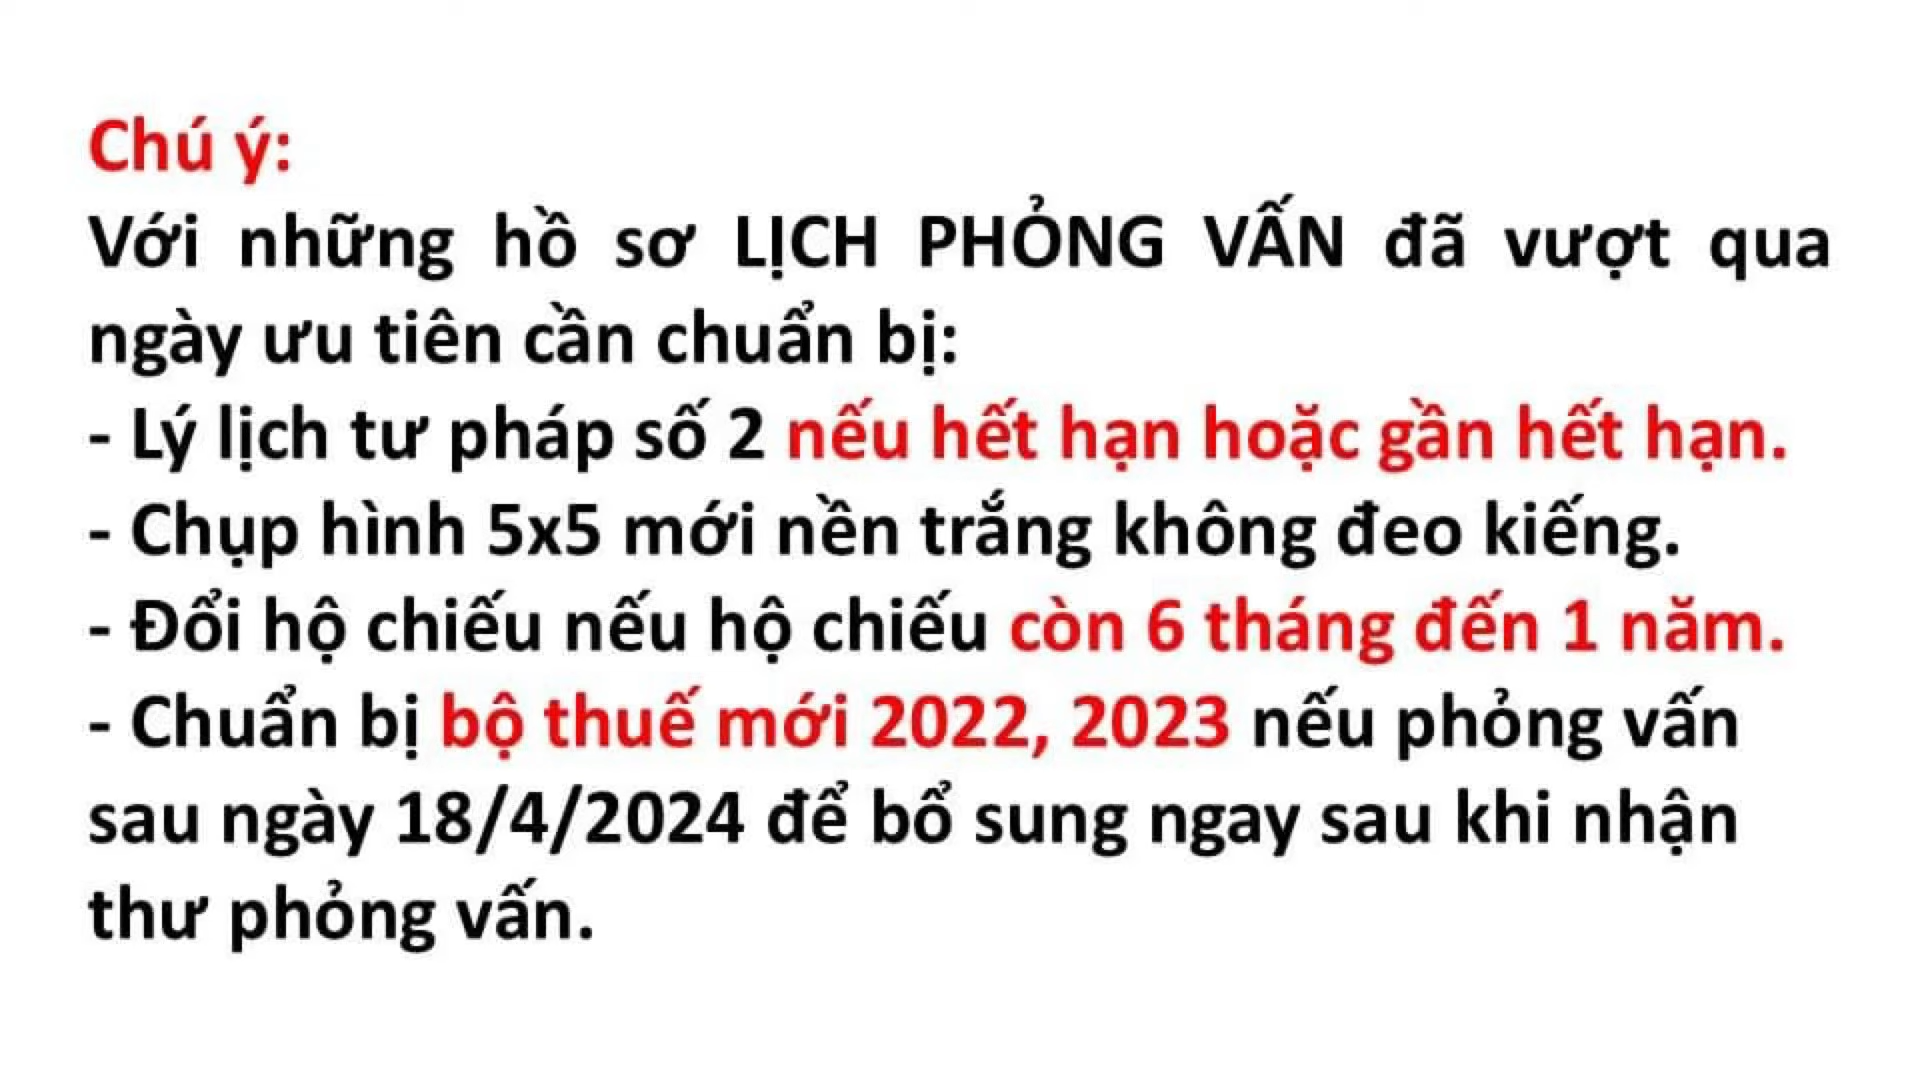 Chú ý:
Với những hồ sơ LỊCH PHỎNG VẤN đã vượt qua
ngày ưu tiên cần chuẩn bị:
- Lý lịch tư pháp số 2 nếu hết hạn hoặc gần hết hạn.
- Chụp hình 5x5 mới nền trắng không đeo kiếng.
- Đổi hộ chiếu nếu hộ chiếu còn 6 tháng đến 1 năm.
- Chuẩn bị bộ thuế mới 2022, 2023 nếu phỏng vấn
sau ngày 18/4/2024 để bổ sung ngay sau khi nhận
thư phỏng vấn.